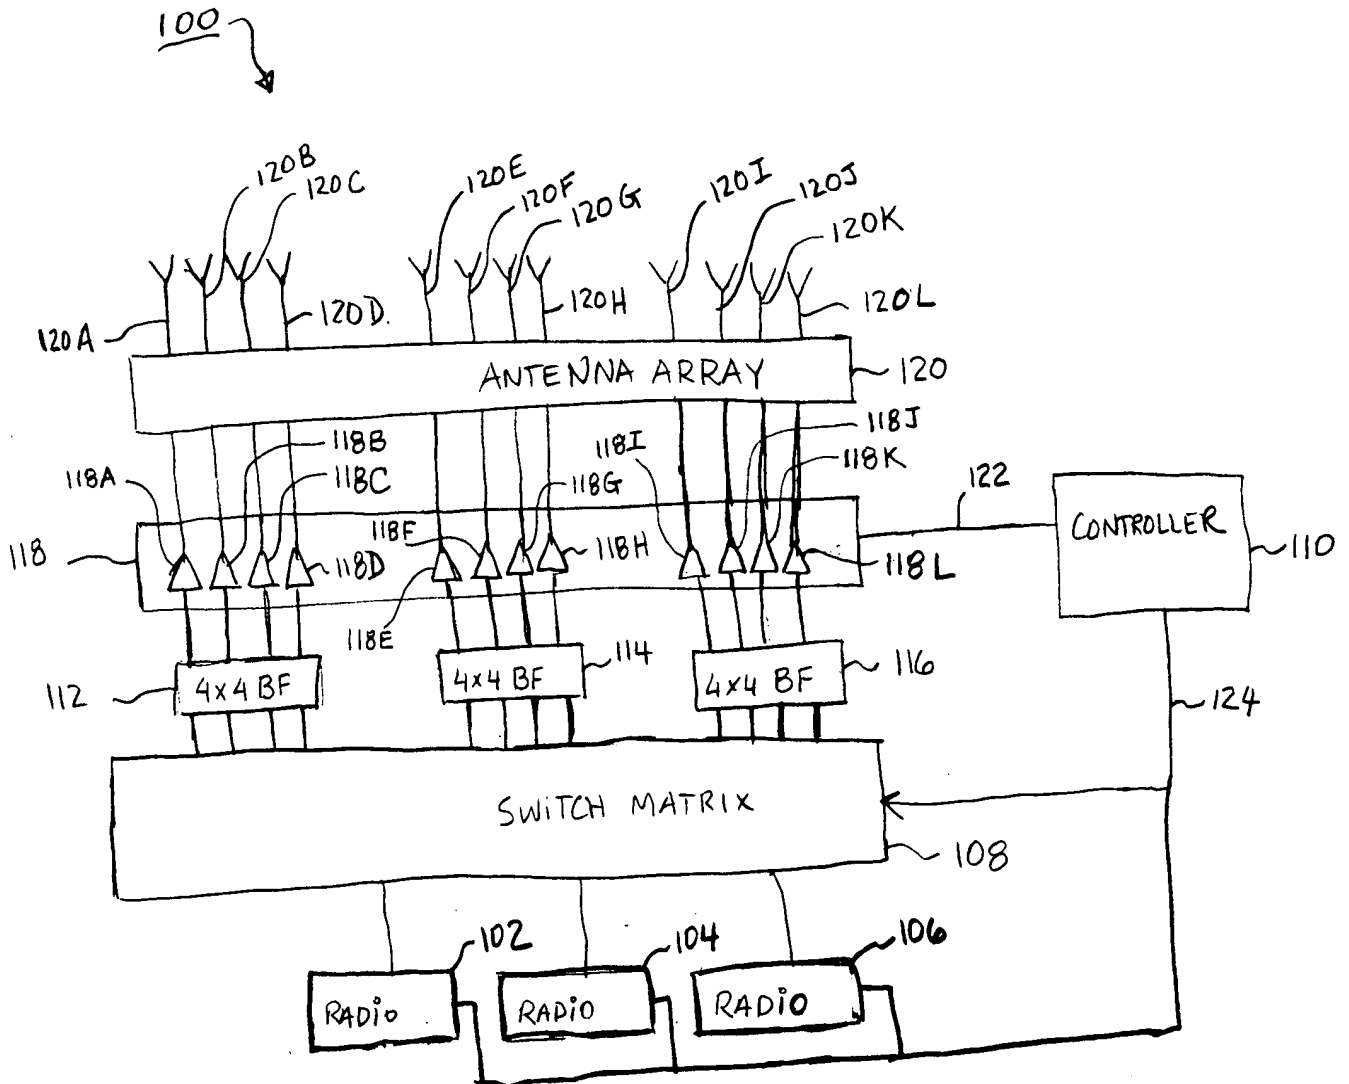 100
120B
120C
120E
120F
120G
120I
120J
120K
120A
120D.
120H
120L
ANTENNA ARRAY
120
118A
118B
118C
118F
118G
118I
118J
118K
122
CONTROLLER
110
118
118D
118H
118L
118E
112
4x4 BF
114
4x4 BF
116
4x4 BF
124
SWITCH MATRIX
108
102
104
106
RADiO
RADiO
RADiO